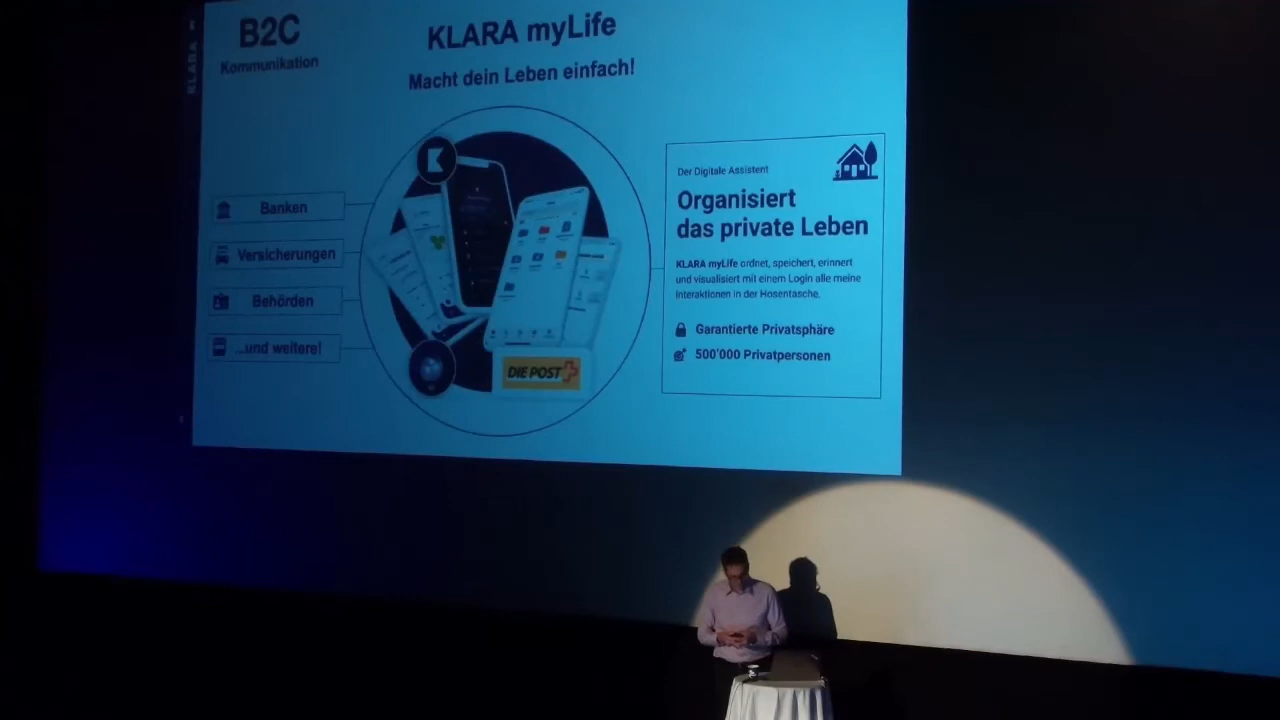 KLARA
B2C
Kommunikation
KLARA myLife
Macht dein Leben einfach!
Banken
Versicherungen
Behörden
...und weitere!
DIE POST
Der Digitale Assistent
Organisiert
das private Leben
KLARA myLife ordnet, speichert, erinnert
und visualisiert mit einem Login alle meine
Interaktionen in der Hosentasche.
Garantierte Privatsphäre
500'000 Privatpersonen